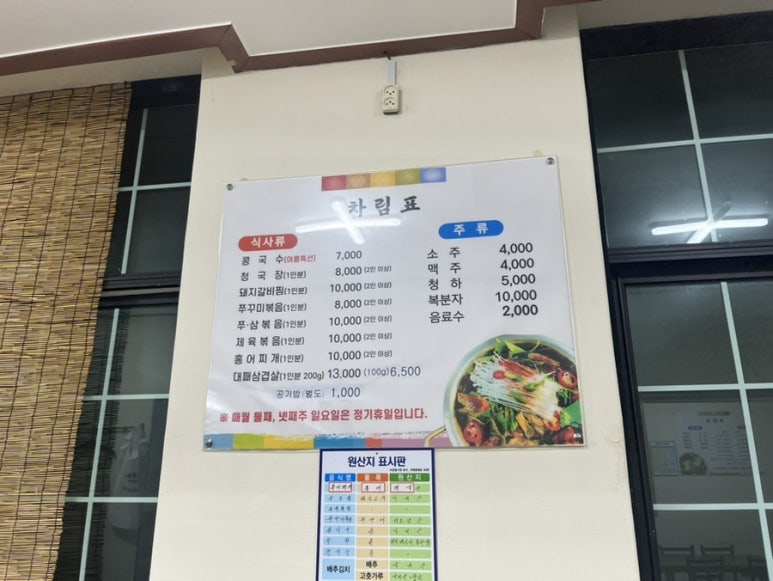 차림표
식사류
콩국수(여름특선) 7,000
청국장(1인분) 8,000 (2인 이상)
돼지갈비찜(1인분) 10,000 (2인 이상)
쭈꾸미볶음(1인분) 8,000 (2인 이상)
쭈·삼볶음(1인분) 10,000 (2인 이상)
제육볶음(1인분) 10,000 (2인 이상)
홍어찌개(1인분) 10,000 (2인 이상)
대패삼겹살(1인분 200g) 13,000 (100g) 6,500
공기밥(별도) 1,000
주류
소주 4,000
맥주 4,000
청하 5,000
복분자 10,000
음료수 2,000
※ 매월 둘째, 넷째주 일요일은 정기휴일입니다.
원산지 표시판
음식명 품목 원산지
배추김치 배추
고춧가루